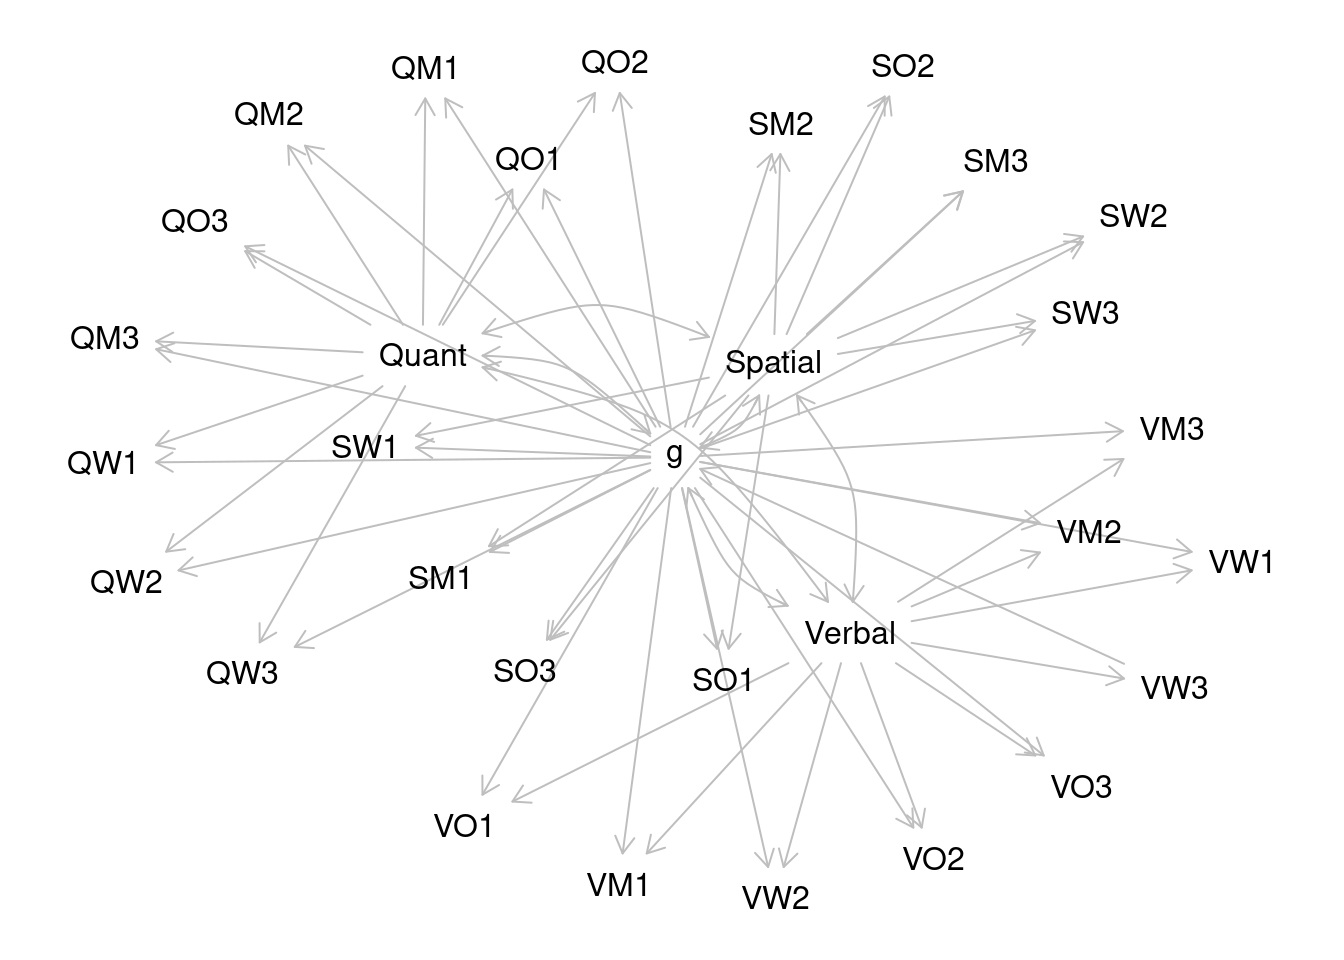 QO2
SO2
QM1
QM2
SM2
QO1
SM3
SW2
QO3
SW3
QM3
Quant
Spatial
VM3
SW1
g
QW1
VM2
VW1
SM1
QW2
Verbal
SO3
QW3
SO1
VW3
VO3
VO1
VO2
VM1
VW2